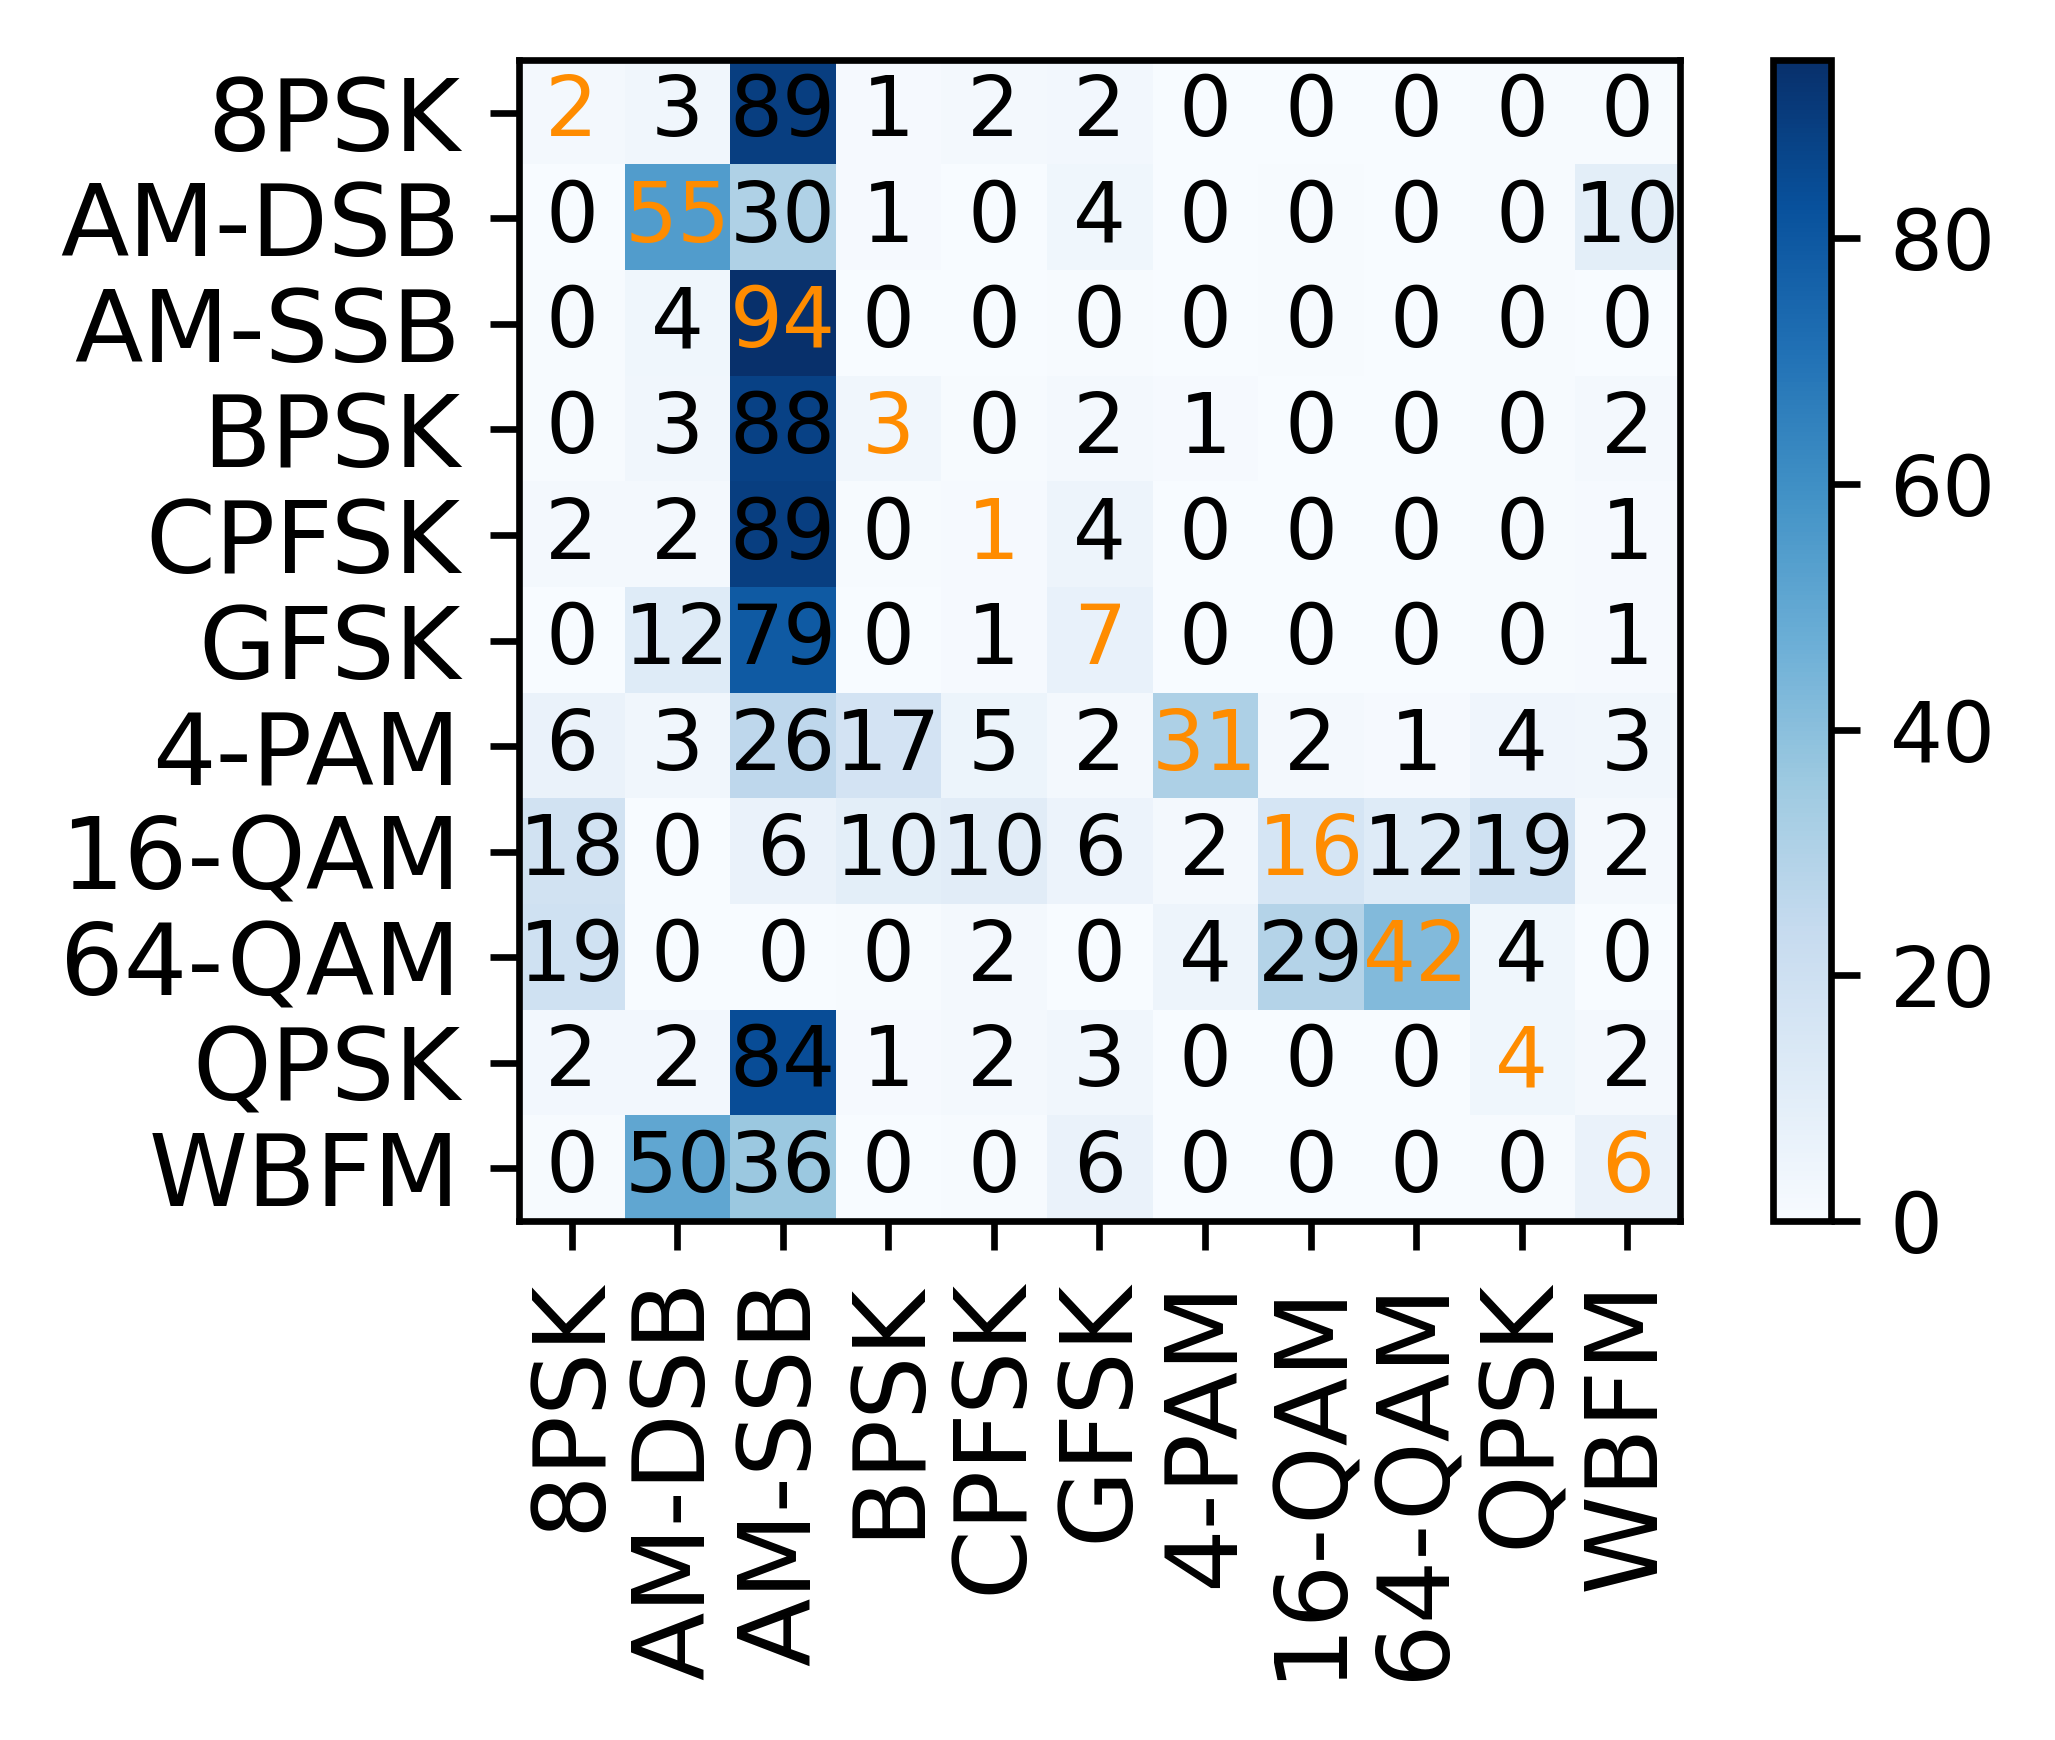 8PSK 2 3 89 1 2 2 0 0 0 0 0
AM-DSB 0 55 30 1 0 4 0 0 0 0 10
AM-SSB 0 4 94 0 0 0 0 0 0 0 0
BPSK 0 3 88 3 0 2 1 0 0 0 2
CPFSK 2 2 89 0 1 4 0 0 0 0 1
GFSK 0 12 79 0 1 7 0 0 0 0 1
4-PAM 6 3 26 17 5 2 31 2 1 4 3
16-QAM 18 0 6 10 10 6 2 16 12 19 2
64-QAM 19 0 0 0 2 0 4 29 42 4 0
QPSK 2 2 84 1 2 3 0 0 0 4 2
WBFM 0 50 36 0 0 6 0 0 0 0 6
8PSK
AM-DSB
AM-SSB
BPSK
CPFSK
GFSK
4-PAM
16-QAM
64-QAM
QPSK
WBFM
80
60
40
20
0